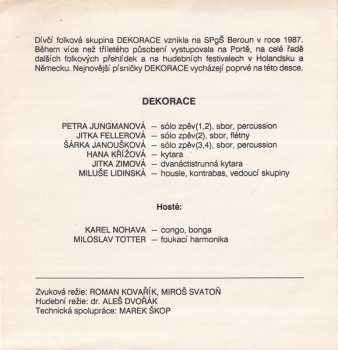 Dívčí folková skupina DEKORACE vznikla na SPgŠ Beroun v roce 1987.
Během více než tříletého působení vystupovala na Portě, na celé řadě
dalších folkových přehlídek a na hudebních festivalech v Holandsku a
Německu. Nejnovější písničky DEKORACE vycházejí poprvé na této desce.
DEKORACE
PETRA JUNGMANOVÁ – sólo zpěv(1,2), sbor, percussion
JITKA FELLEROVÁ – sólo zpěv(2), sbor, flétny
ŠÁRKA JANOUŠKOVÁ – sólo zpěv(3,4), sbor, percussion
HANA KŘÍŽOVÁ – kytara
JITKA ZIMOVÁ – dvanáctistrunná kytara
MILUŠE LIDINSKÁ – housle, kontrabas, vedoucí skupiny
Hosté:
KAREL NOHAVA – congo, bonga
MILOSLAV TOTTER – foukací harmonika
Zvuková režie: ROMAN KOVAŘÍK, MIROŠ SVATOŇ
Hudební režie: dr. ALEŠ DVOŘÁK
Technická spolupráce: MAREK ŠKOP